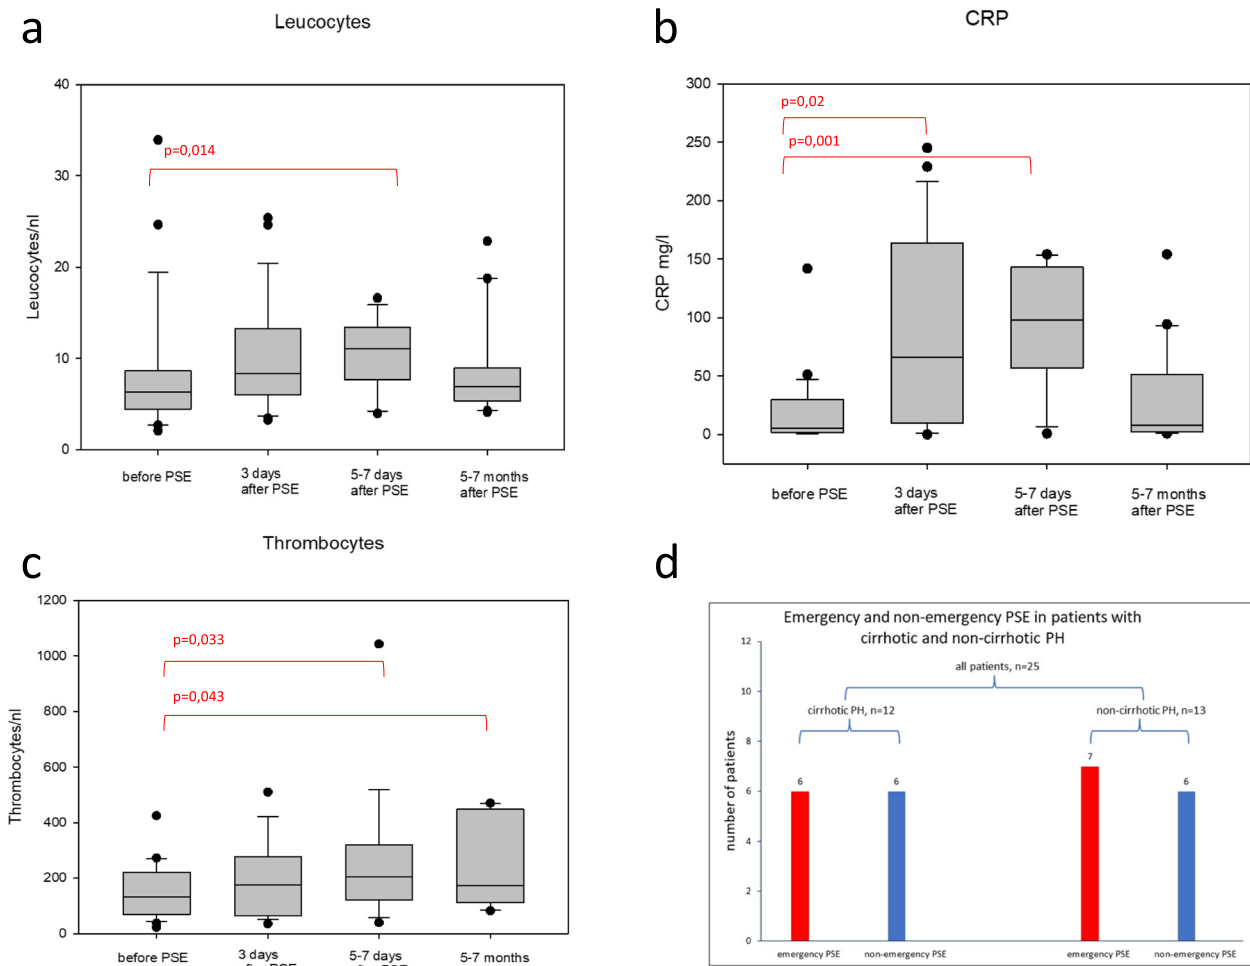 a
Leucocytes
40
30
20
10
0
Leucocytes/nl
p=0,014
before PSE
3 days
after PSE
5-7 days
after PSE
5-7 months
after PSE
b
CRP
300
250
200
150
100
50
0
CRP mg/l
p=0,02
p=0,001
before PSE
3 days
after PSE
5-7 days
after PSE
5-7 months
after PSE
c
Thrombocytes
1200
1000
800
600
400
200
0
Thrombocytes/nl
p=0,033
p=0,043
before PSE
3 days
after PSE
5-7 days
5-7 months
d
Emergency and non-emergency PSE in patients with
cirrhotic and non-cirrhotic PH
12
10
8
6
4
2
0
number of patients
all patients, n=25
cirrhotic PH, n=12
non-cirrhotic PH, n=13
6
6
7
6
emergency PSE
non-emergency PSE
emergency PSE
non-emergency PSE